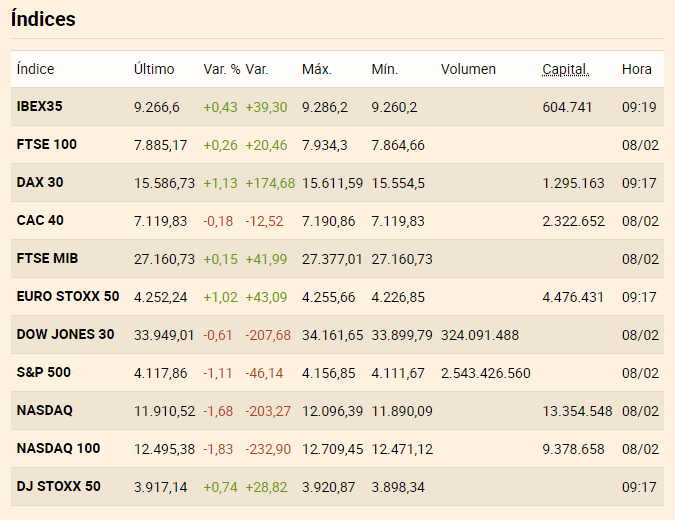 Índices
Índice Último Var. % Var. Máx. Mín. Volumen Capital. Hora
IBEX35 9.266,6 +0,43 +39,30 9.286,2 9.260,2 604.741 09:19
FTSE 100 7.885,17 +0,26 +20,46 7.934,3 7.864,66 08/02
DAX 30 15.586,73 +1,13 +174,68 15.611,59 15.554,5 1.295.163 09:17
CAC 40 7.119,83 -0,18 -12,52 7.190,86 7.119,83 2.322.652 08/02
FTSE MIB 27.160,73 +0,15 +41,99 27.377,01 27.160,73 08/02
EURO STOXX 50 4.252,24 +1,02 +43,09 4.255,66 4.226,85 4.476.431 09:17
DOW JONES 30 33.949,01 -0,61 -207,68 34.161,65 33.899,79 324.091.488 08/02
S&P 500 4.117,86 -1,11 -46,14 4.156,85 4.111,67 2.543.426.560 08/02
NASDAQ 11.910,52 -1,68 -203,27 12.096,39 11.890,09 13.354.548 08/02
NASDAQ 100 12.495,38 -1,83 -232,90 12.709,45 12.471,12 9.378.658 08/02
DJ STOXX 50 3.917,14 +0,74 +28,82 3.920,87 3.898,34 09:17